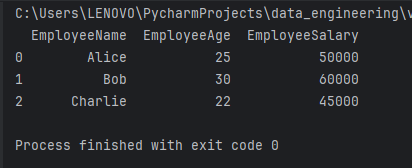 C:\Users\LENOVO\PycharmProjects\data_engineering\
EmployeeName EmployeeAge EmployeeSalary
0 Alice 25 50000
1 Bob 30 60000
2 Charlie 22 45000
Process finished with exit code 0